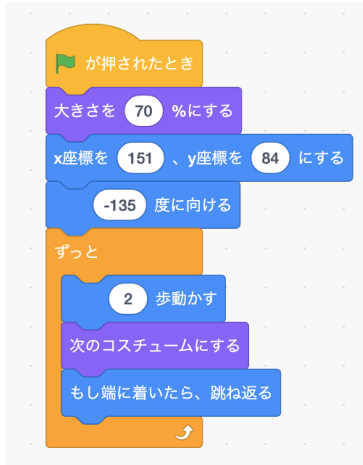 が押されたとき
大きさを 70 %にする
x座標を 151 、y座標を 84 にする
-135 度に向ける
ずっと
2 歩動かす
次のコスチュームにする
もし端に着いたら、跳ね返る